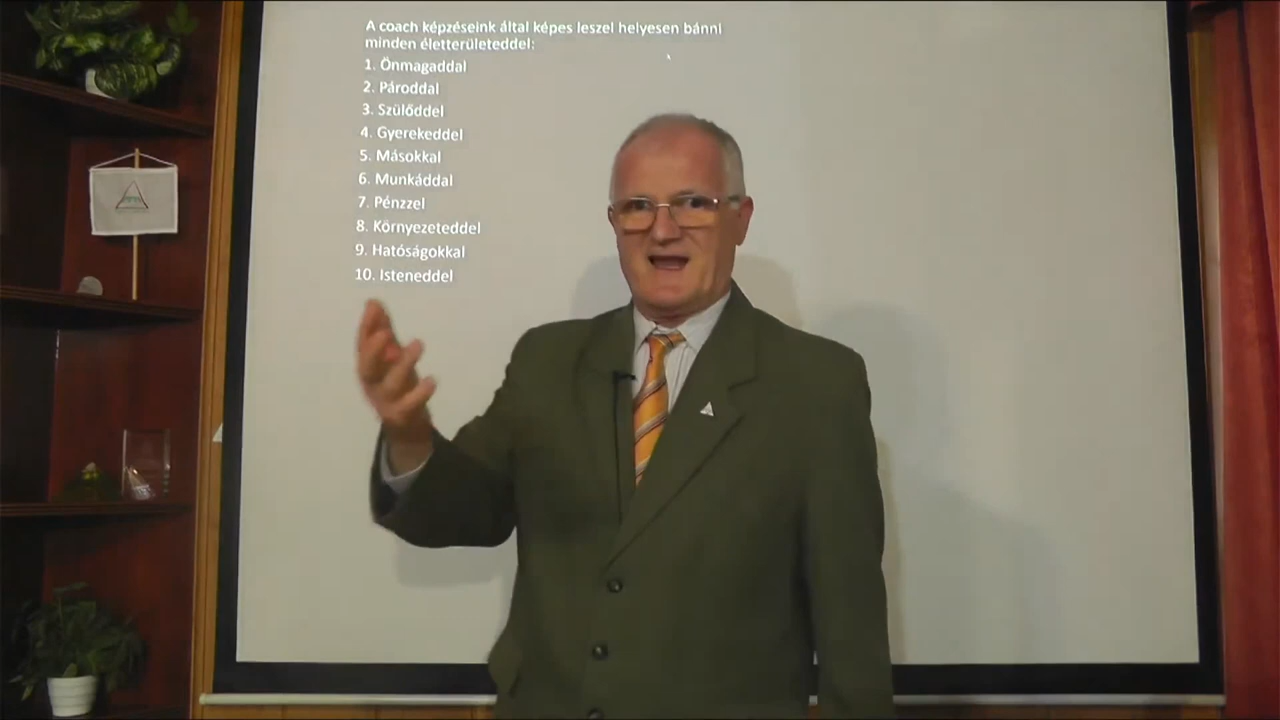 A coach képzéseink által képes leszel helyesen bánni
minden életterületeddel:
1. Önmagaddal
2. Pároddal
3. Szülőddel
4. Gyerekeddel
5. Másokkal
6. Munkáddal
7. Pénzzel
8. Környezeteddel
9. Hatóságokkal
10. Isteneddel